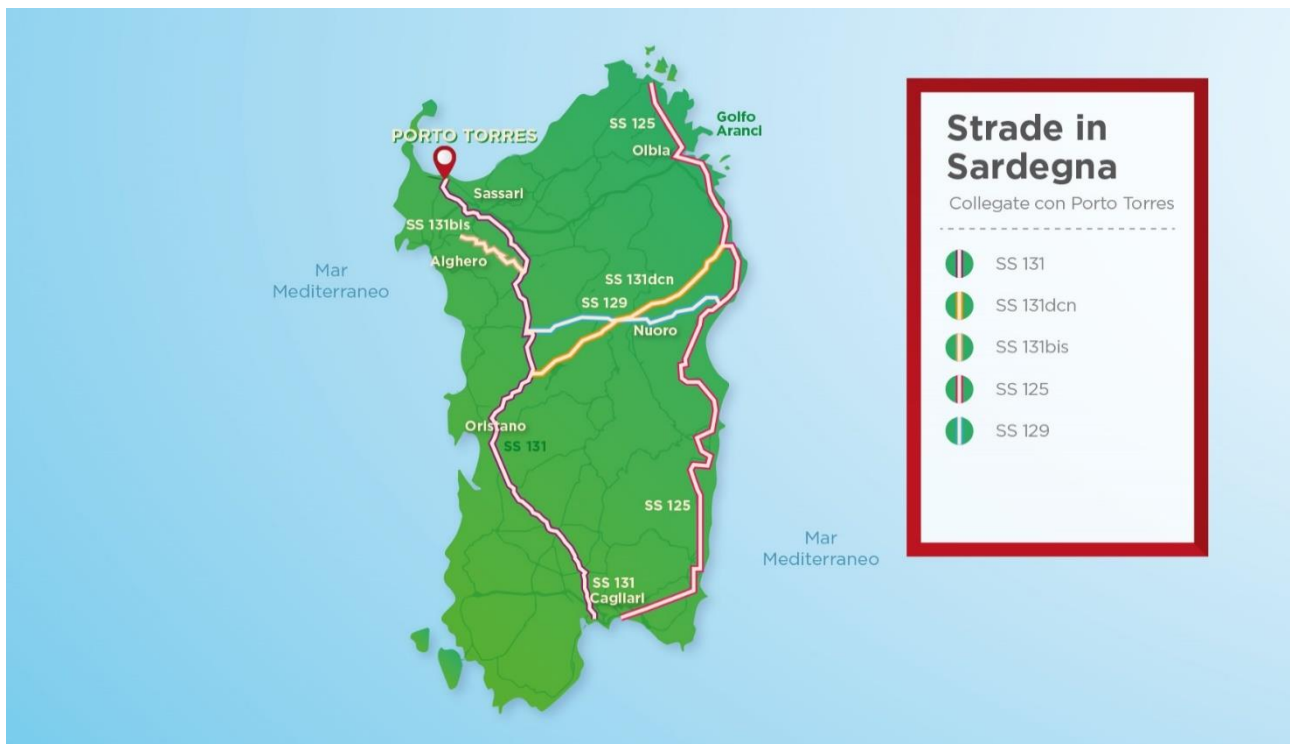 PORTO TORRES
SS 125
Golfo
Aranci
Olbia
Sassari
SS 131bis
Alghero
Mar
Mediterraneo
SS 131dcn
SS 129
Nuoro
Oristano
SS 131
SS 125
SS 131
Cagliari
Mar
Mediterraneo
Strade in
Sardegna
Collegate con Porto Torres
SS 131
SS 131dcn
SS 131bis
SS 125
SS 129